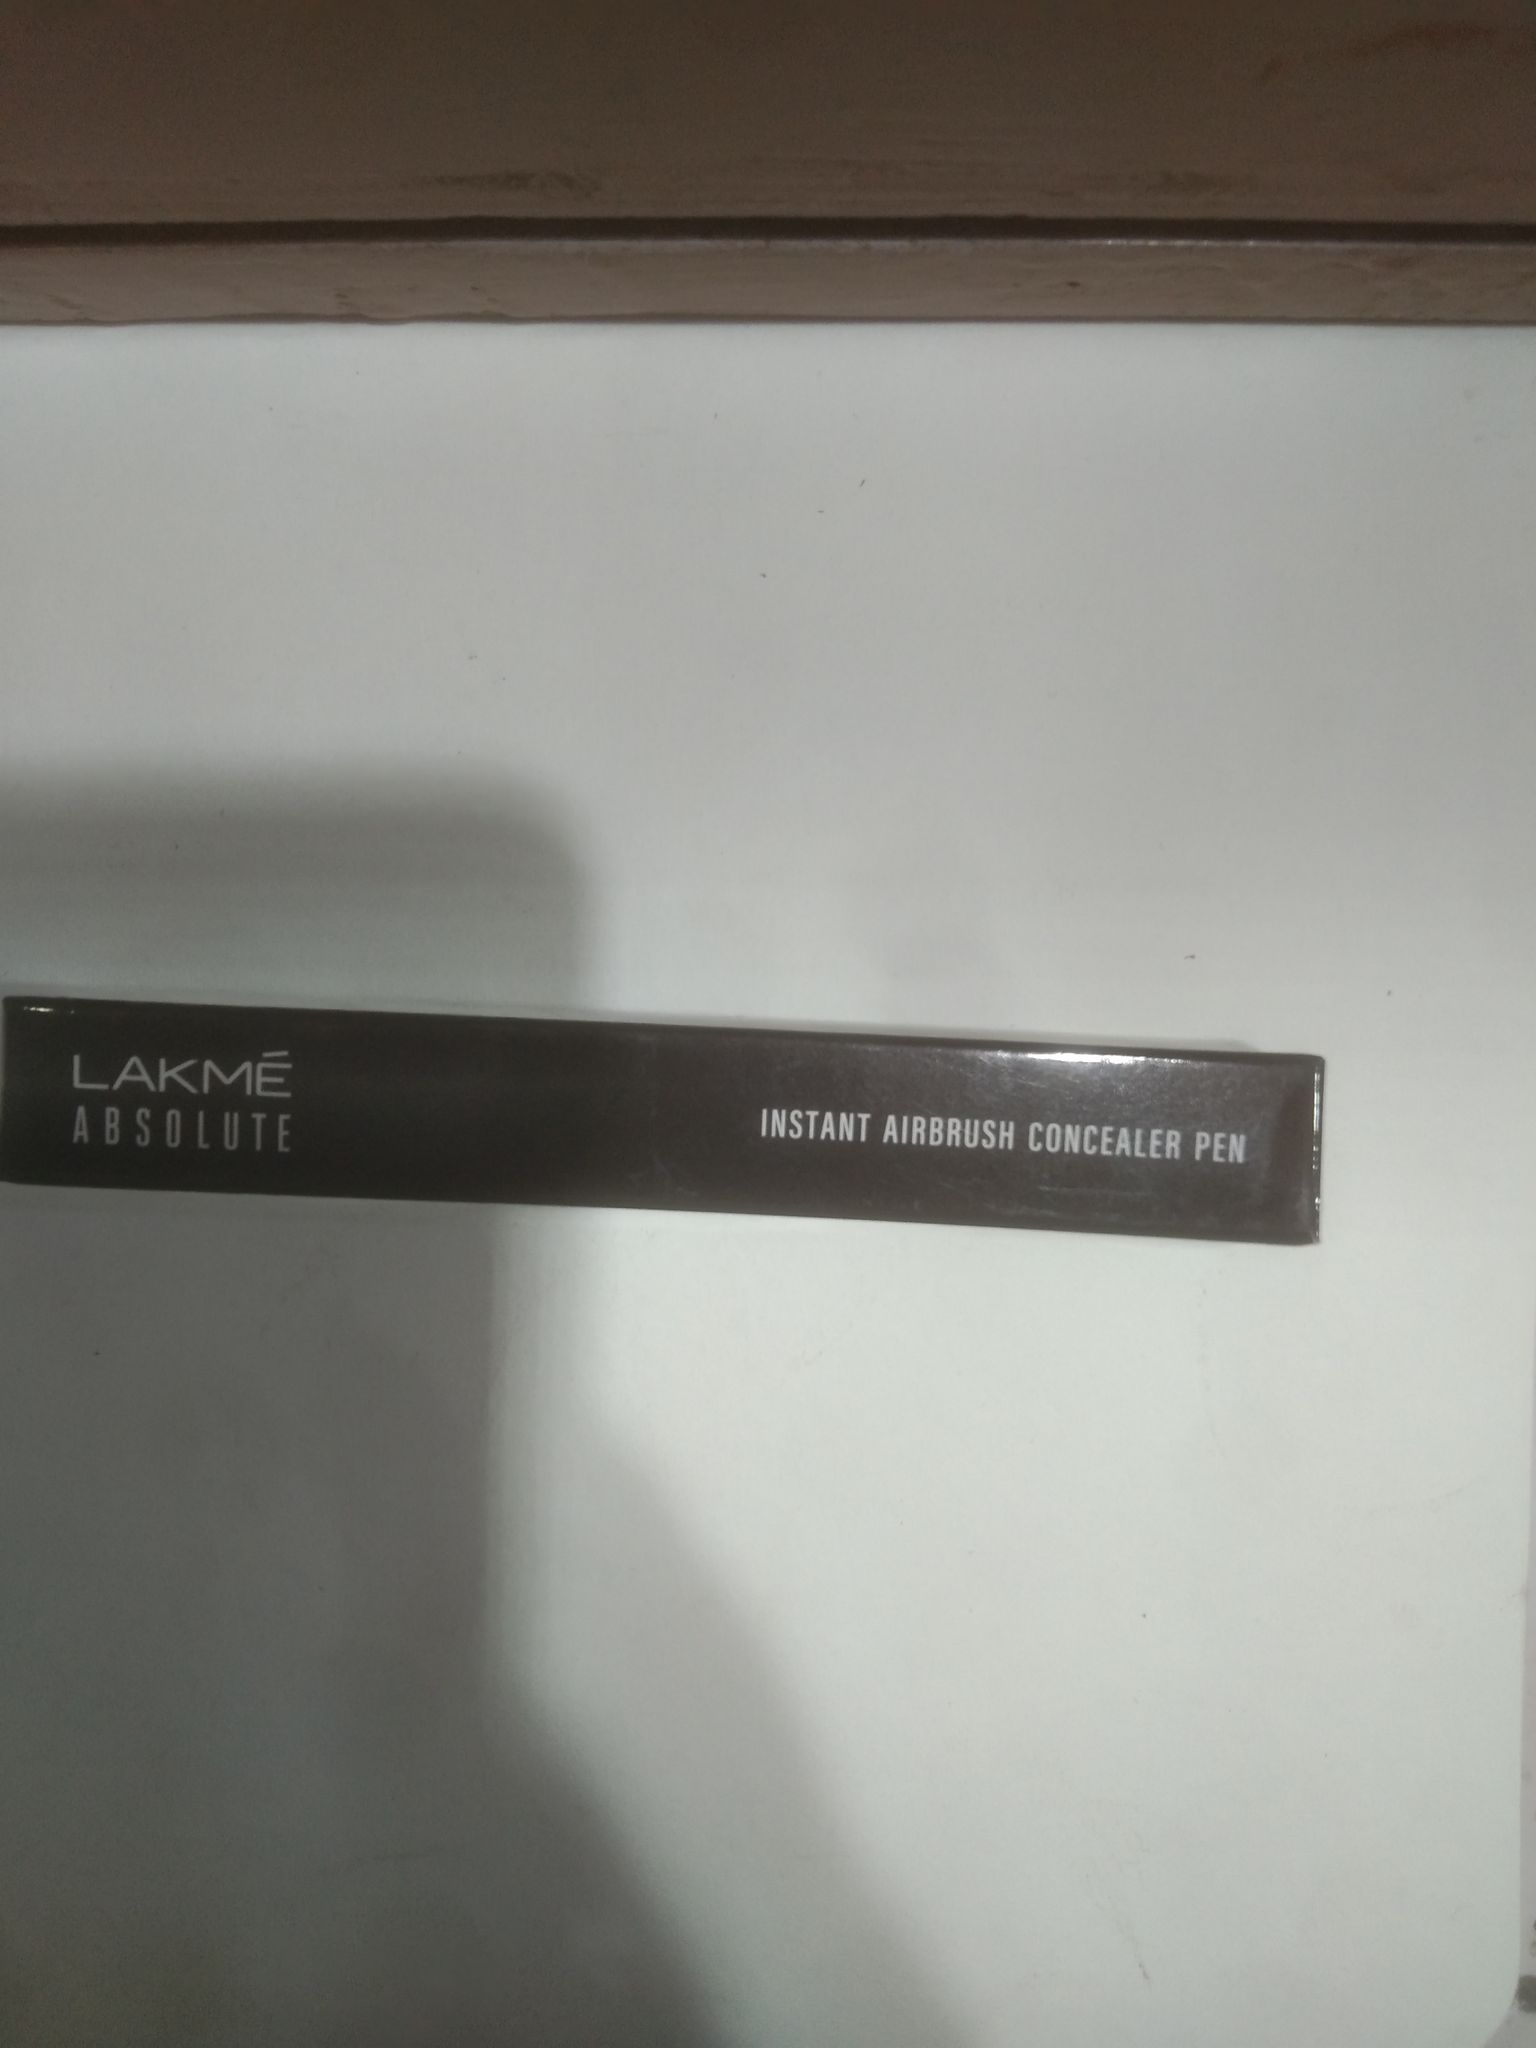 LAKMÉ
ABSOLUTE
INSTANT AIRBRUSH CONCEALER PEN